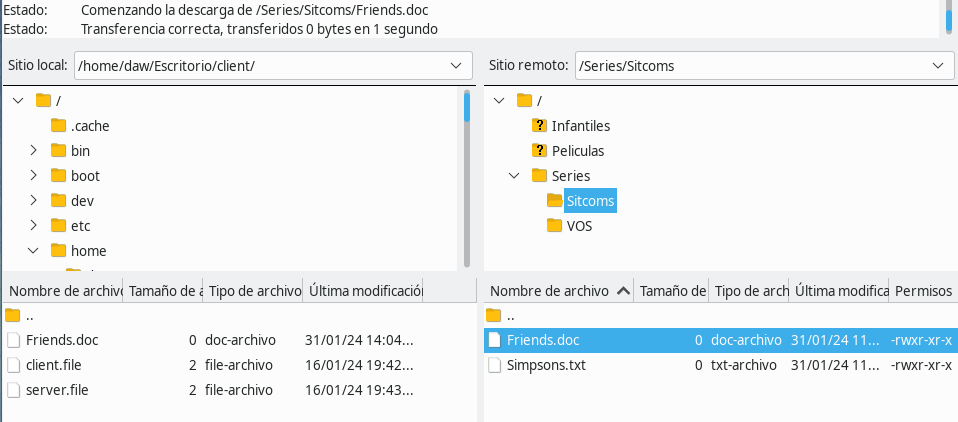 Estado: Comenzando la descarga de /Series/Sitcoms/Friends.doc
Estado: Transferencia correcta, transferidos 0 bytes en 1 segundo
Sitio local: /home/daw/Escritorio/client/
Sitio remoto: /Series/Sitcoms
/
.cache
bin
boot
dev
etc
home
/
? Infantiles
? Peliculas
Series
Sitcoms
VOS
Nombre de archivo Tamaño de a Tipo de archivo Última modificació
..
Friends.doc 0 doc-archivo 31/01/24 14:04...
client.file 2 file-archivo 16/01/24 19:42...
server.file 2 file-archivo 16/01/24 19:43...
Nombre de archivo Tamaño de Tipo de arch Última modifica Permisos
..
Friends.doc 0 doc-archivo 31/01/24 11... -rwxr-xr-x
Simpsons.txt 0 txt-archivo 31/01/24 11... -rwxr-xr-x